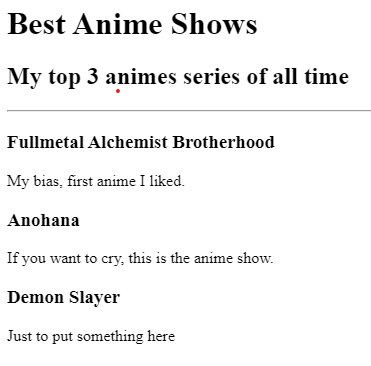 Best Anime Shows
My top 3 animes series of all time
Fullmetal Alchemist Brotherhood
My bias, first anime I liked.
Anohana
If you want to cry, this is the anime show.
Demon Slayer
Just to put something here